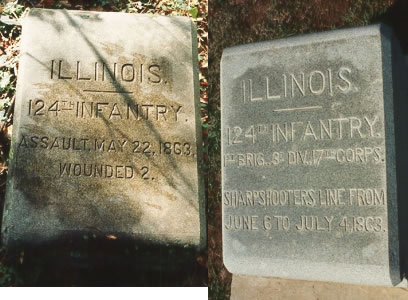 ILLINOIS.
124TH INFANTRY.
ASSAULT, MAY 22, 1863.
WOUNDED 2.
ILLINOIS.
124TH INFANTRY.
1ST BRIG. 3D DIV. 17TH CORPS.
SHARPSHOOTERS LINE FROM
JUNE 6 TO JULY 4, 1863.